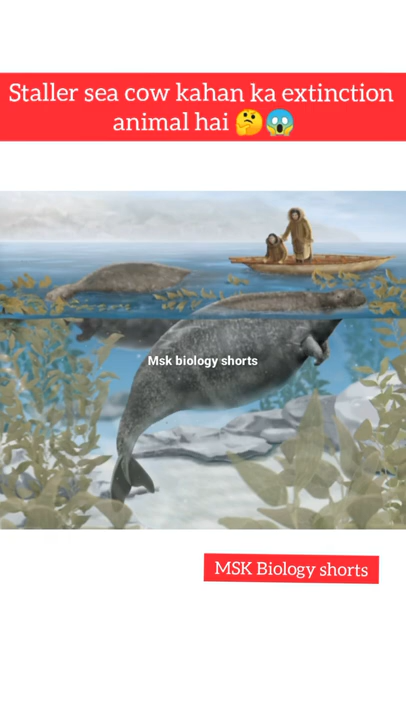 Staller sea cow kahan ka extinction
animal hai 🤔😱
Msk biology shorts
MSK Biology shorts